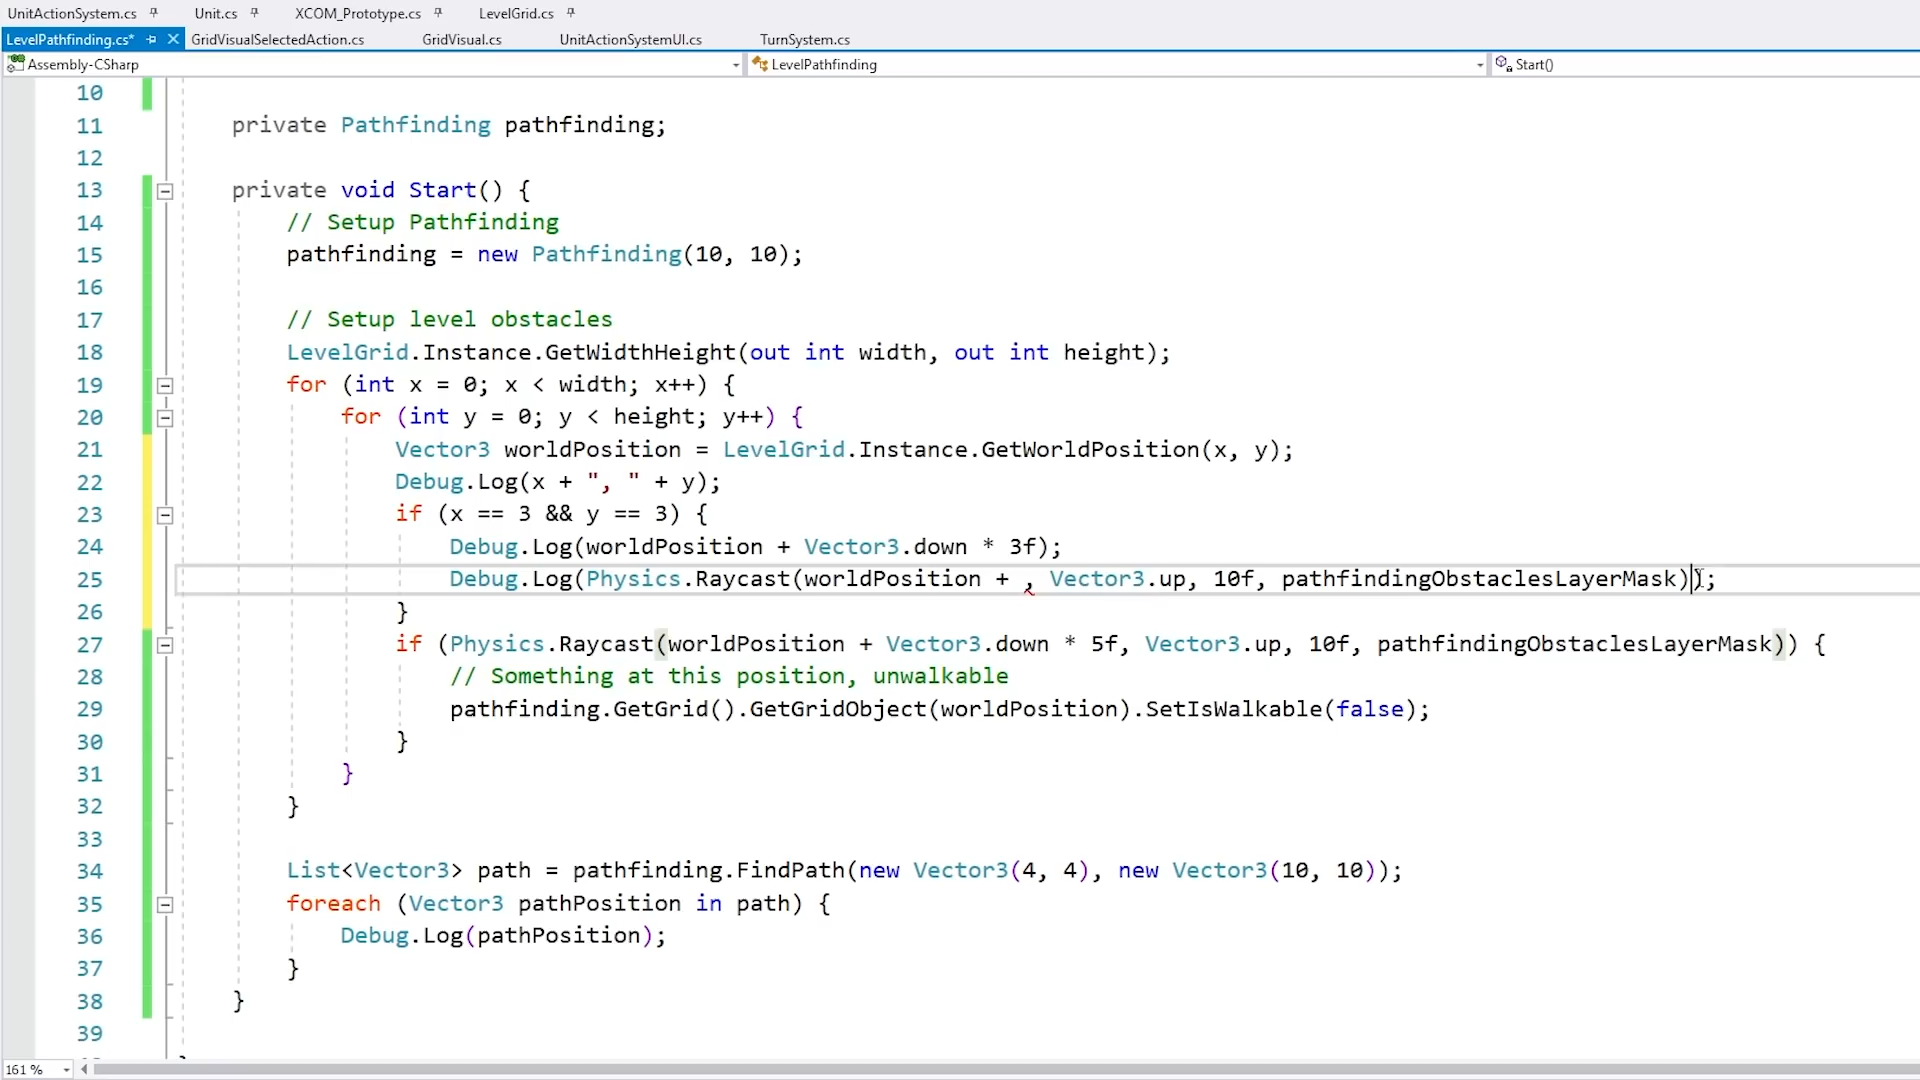 UnitActionSystem.cs Unit.cs XCOM_Prototype.cs LevelGrid.cs
LevelPathfinding.cs* GridVisualSelectedAction.cs GridVisual.cs UnitActionSystemUI.cs TurnSystem.cs
Assembly-CSharp LevelPathfinding Start()
10
11 private Pathfinding pathfinding;
12
13 private void Start() {
14 // Setup Pathfinding
15 pathfinding = new Pathfinding(10, 10);
16
17 // Setup level obstacles
18 LevelGrid.Instance.GetWidthHeight(out int width, out int height);
19 for (int x = 0; x < width; x++) {
20 for (int y = 0; y < height; y++) {
21 Vector3 worldPosition = LevelGrid.Instance.GetWorldPosition(x, y);
22 Debug.Log(x + ", " + y);
23 if (x == 3 && y == 3) {
24 Debug.Log(worldPosition + Vector3.down * 3f);
25 Debug.Log(Physics.Raycast(worldPosition + , Vector3.up, 10f, pathfindingObstaclesLayerMask));
26 }
27 if (Physics.Raycast(worldPosition + Vector3.down * 5f, Vector3.up, 10f, pathfindingObstaclesLayerMask)) {
28 // Something at this position, unwalkable
29 pathfinding.GetGrid().GetGridObject(worldPosition).SetIsWalkable(false);
30 }
31 }
32 }
33
34 List<Vector3> path = pathfinding.FindPath(new Vector3(4, 4), new Vector3(10, 10));
35 foreach (Vector3 pathPosition in path) {
36 Debug.Log(pathPosition);
37 }
38 }
39
161 %